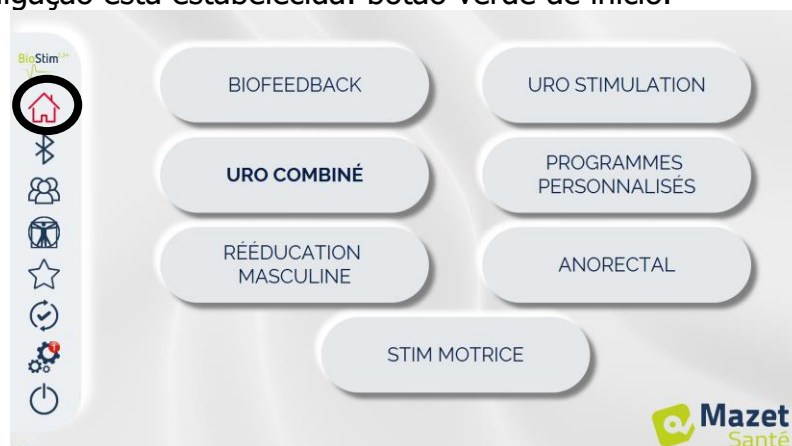 ligação está estabelecida. botão verde de início.
BioStim
BIOFEEDBACK
URO STIMULATION
URO COMBINÉ
PROGRAMMES
PERSONNALISÉS
RÉÉDUCATION
MASCULINE
ANORECTAL
STIM MOTRICE
Mazet
Santé